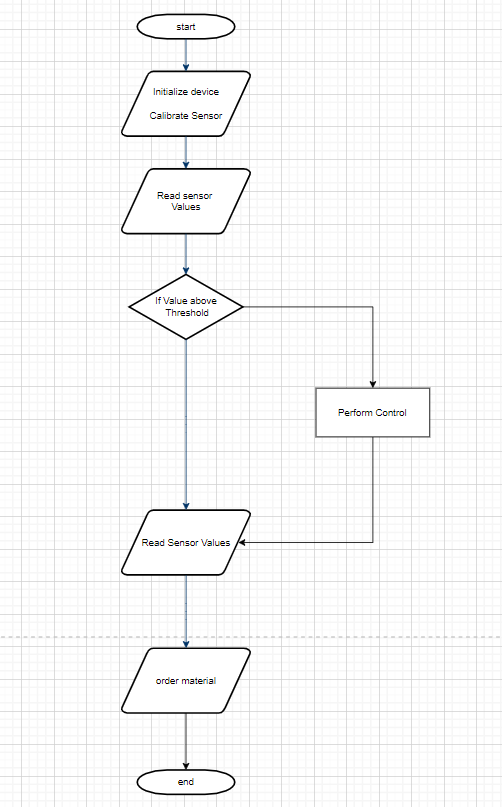 start
Initialize device
Calibrate Sensor
Read sensor
Values
If Value above
Threshold
Perform Control
Read Sensor Values
order material
end